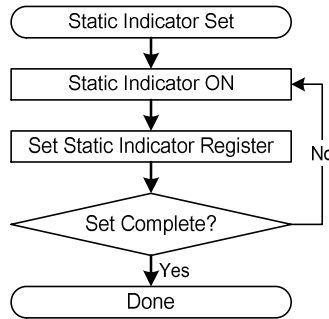 Static Indicator Set
Static Indicator ON
Set Static Indicator Register
No
Set Complete?
Yes
Done